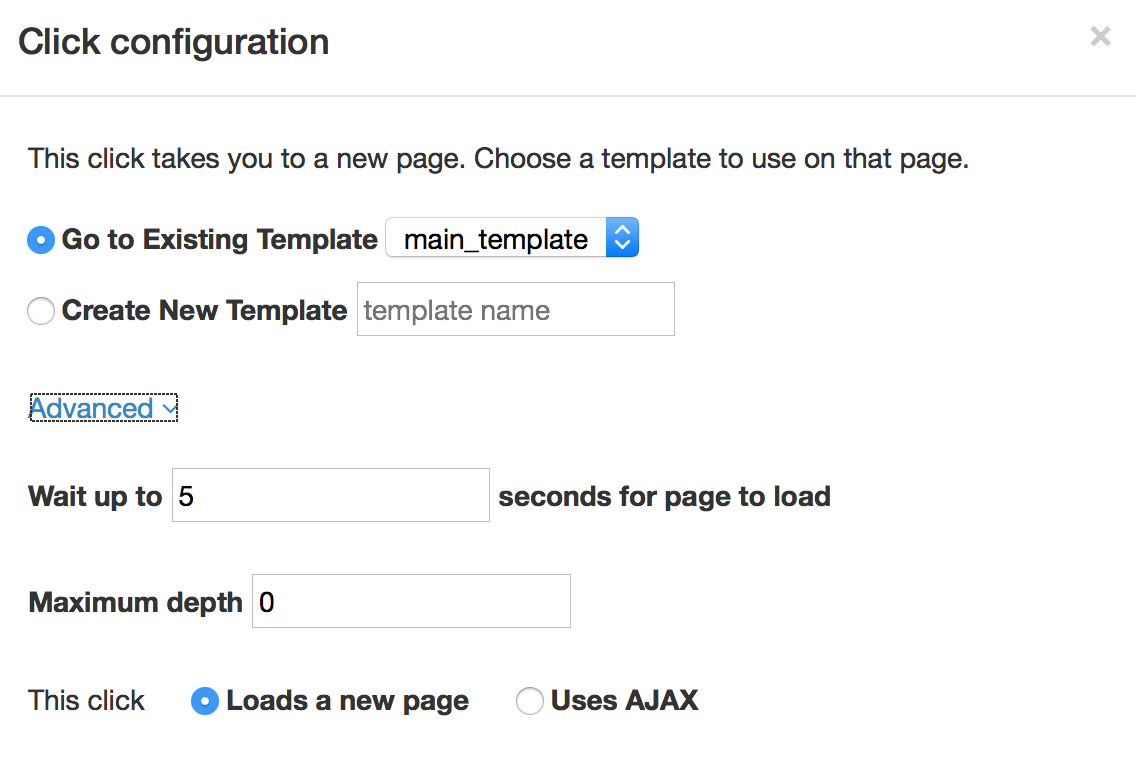 Click configuration
This click takes you to a new page. Choose a template to use on that page.
Go to Existing Template main_template
Create New Template template name
Advanced
Wait up to 5 seconds for page to load
Maximum depth 0
This click Loads a new page Uses AJAX